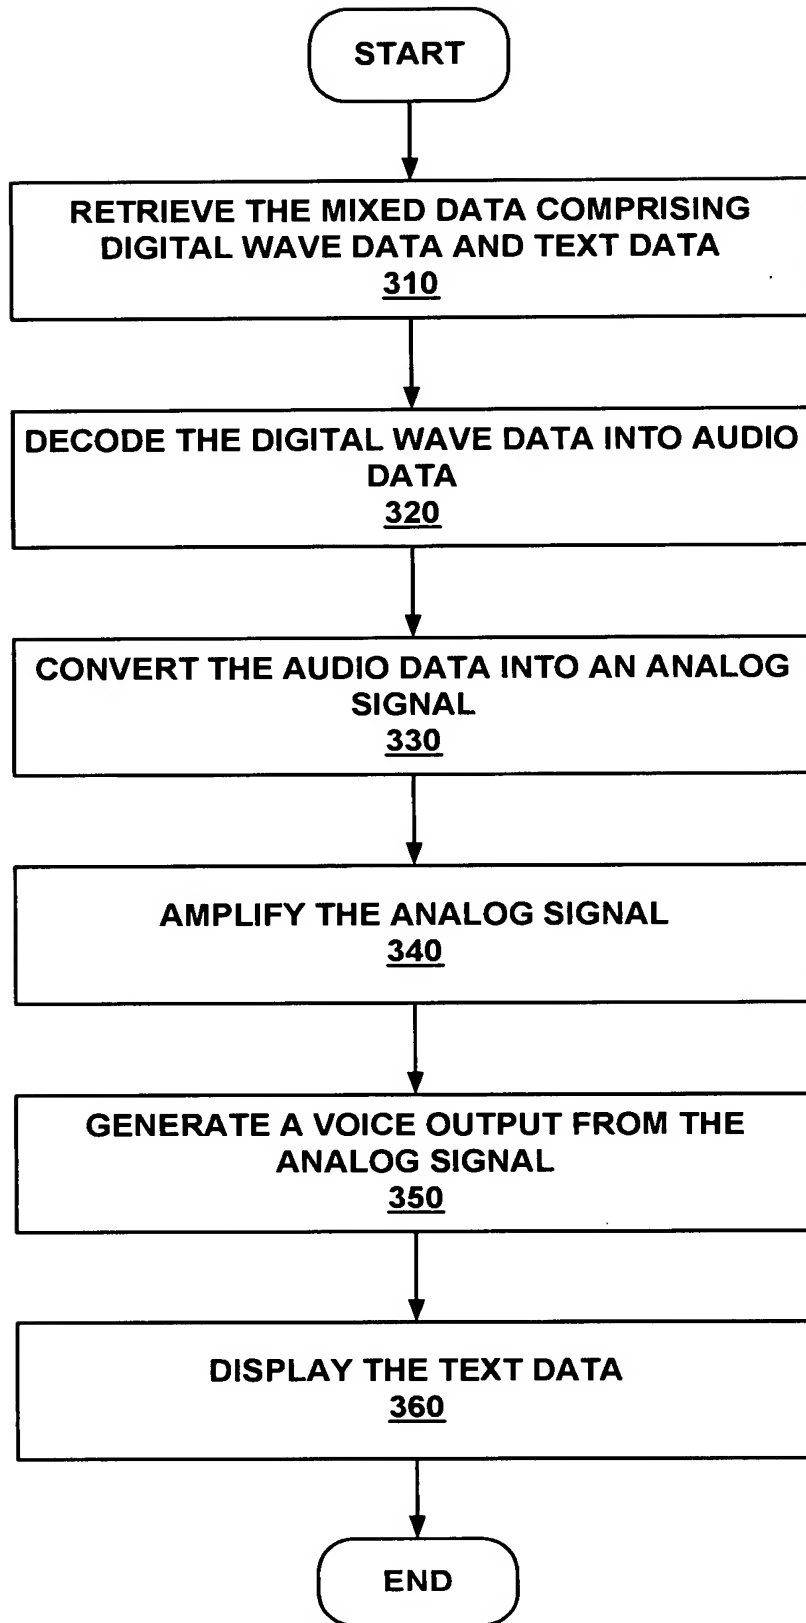 START
RETRIEVE THE MIXED DATA COMPRISING
DIGITAL WAVE DATA AND TEXT DATA
310
DECODE THE DIGITAL WAVE DATA INTO AUDIO
DATA
320
CONVERT THE AUDIO DATA INTO AN ANALOG
SIGNAL
330
AMPLIFY THE ANALOG SIGNAL
340
GENERATE A VOICE OUTPUT FROM THE
ANALOG SIGNAL
350
DISPLAY THE TEXT DATA
360
END